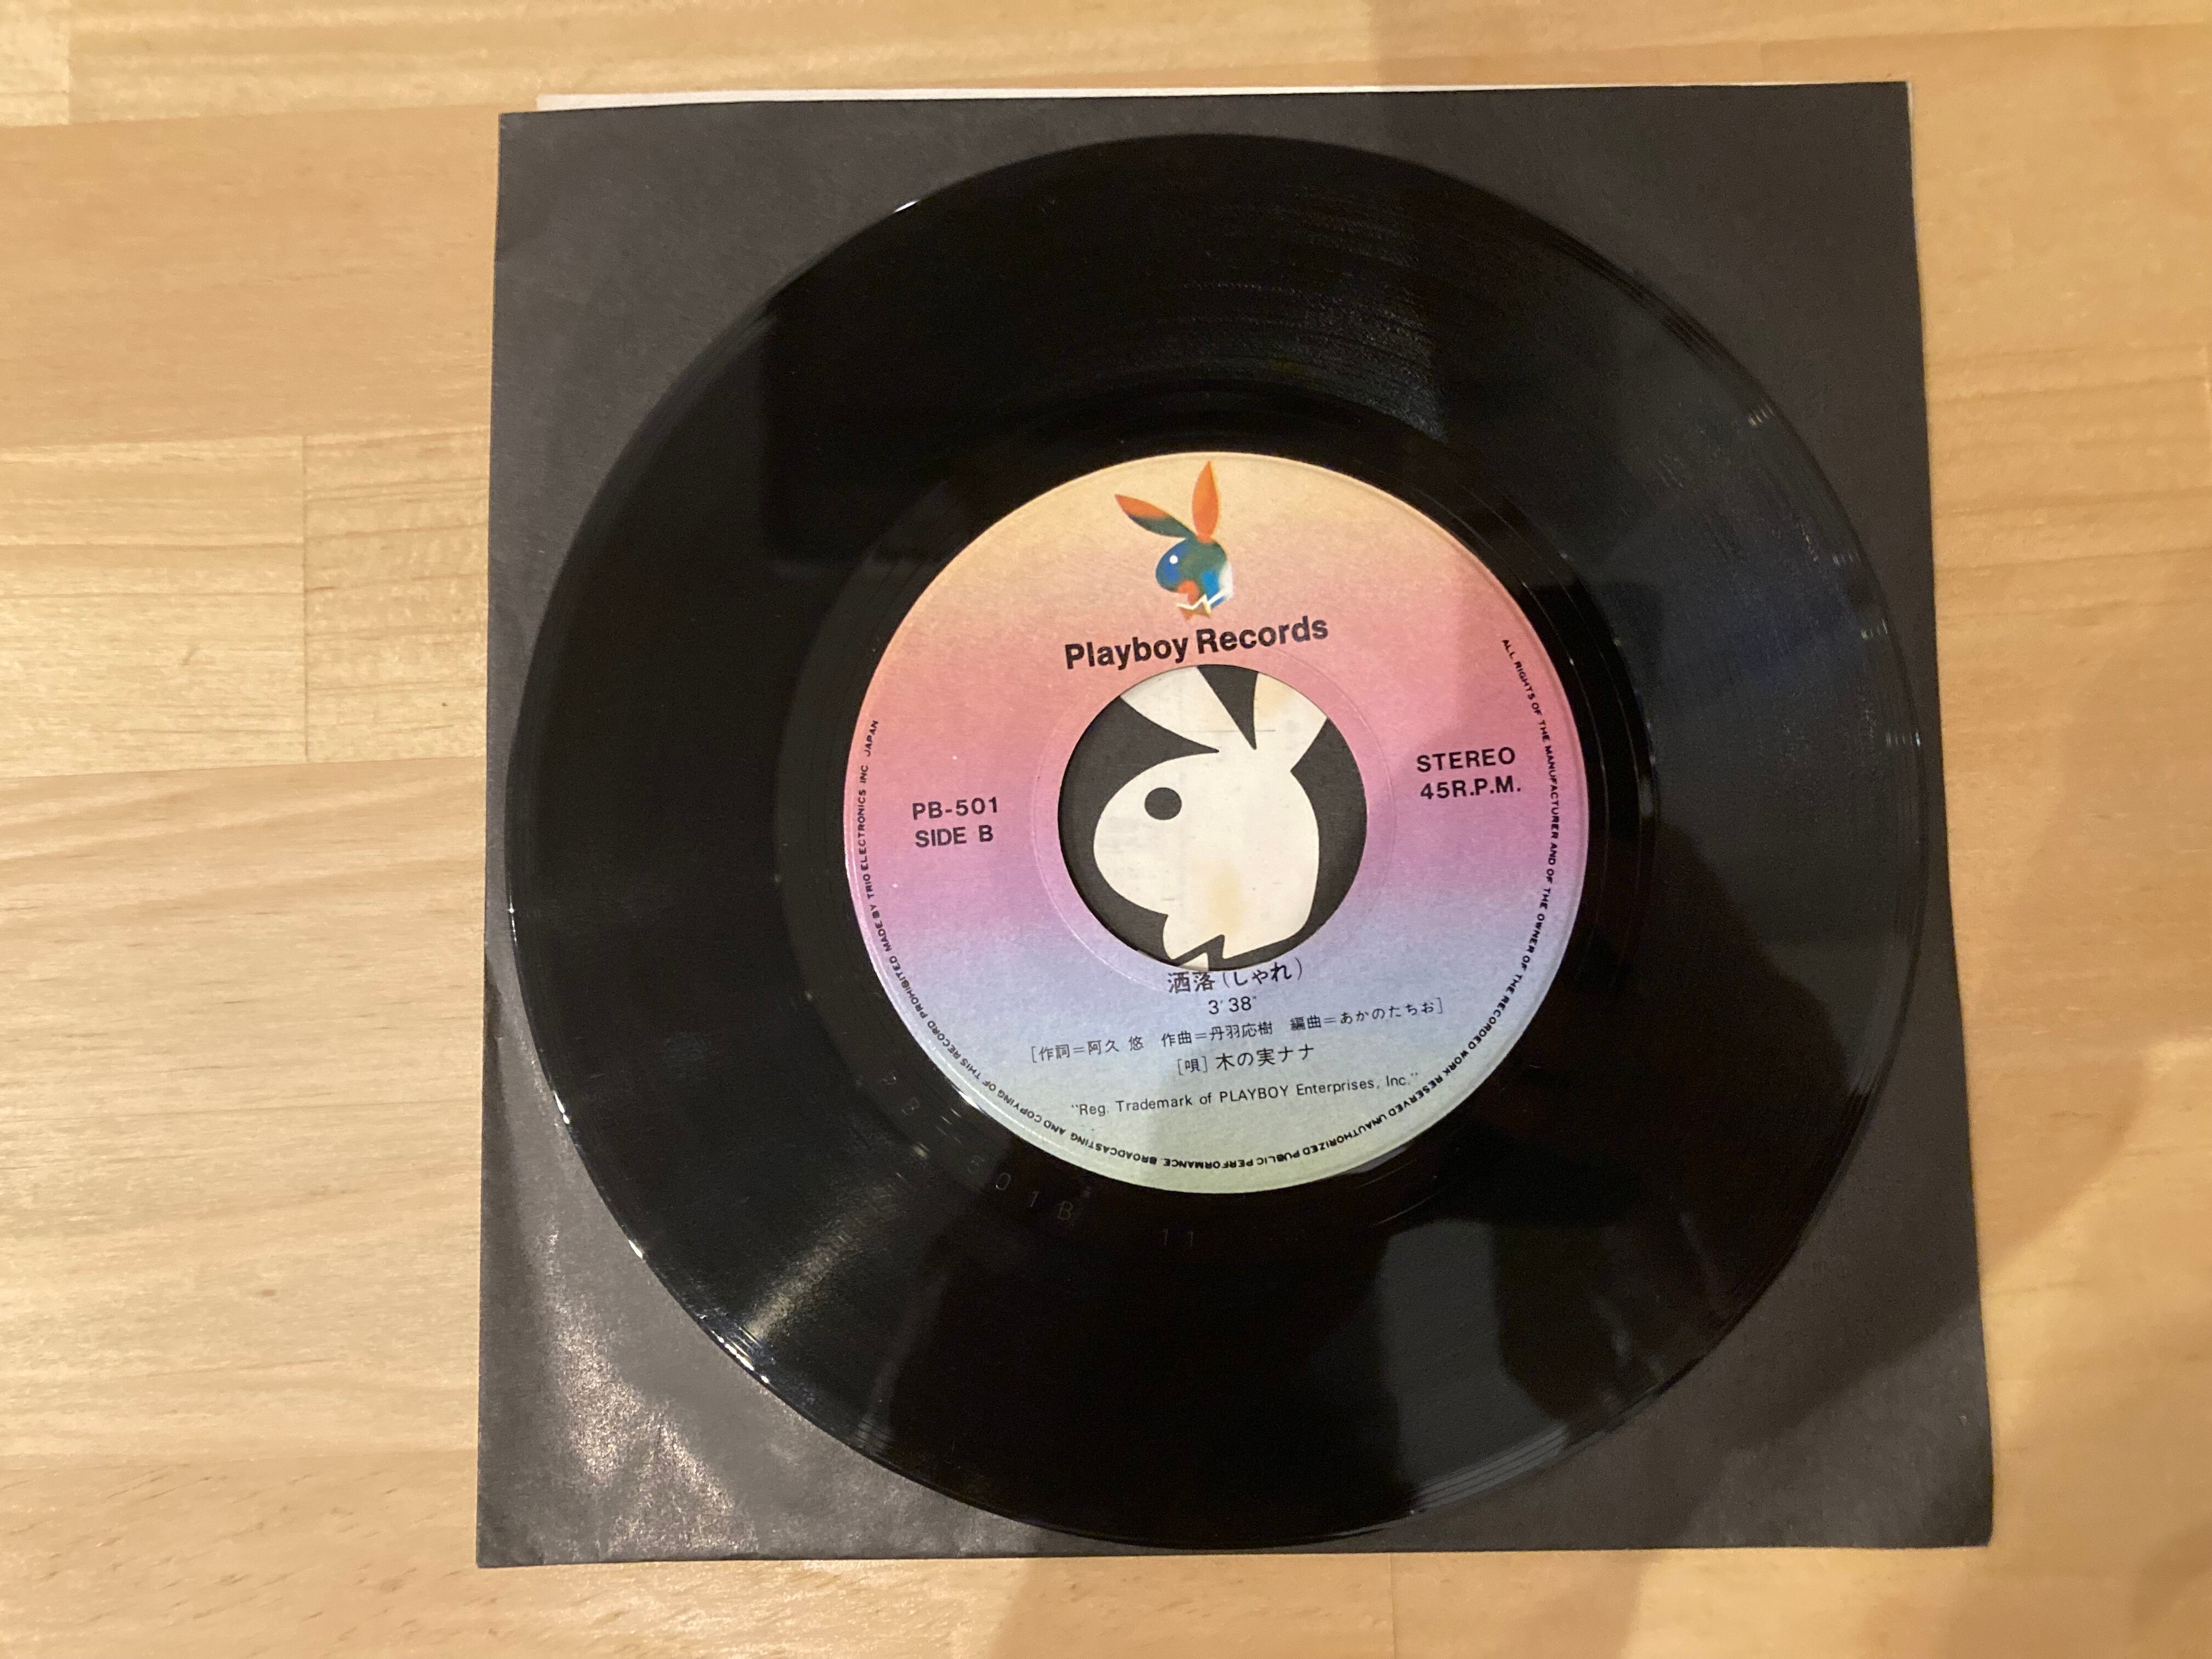 Playboy Records
PB-501
SIDE B
STEREO
45R.P.M.
洒落(しゃれ)
3'38"
[作詞=阿久 悠 作曲=丹羽応樹 編曲=あかのたちお]
[唄]木の実ナナ
"Reg. Trademark of PLAYBOY Enterprises, Inc."
ALL RIGHTS OF THE MANUFACTURER AND OF THE OWNER OF THE RECORDED WORK RESERVED UNAUTHORIZED PUBLIC PERFORMANCE. BROADCASTING AND COPYING OF THIS RECORD PROHIBITED MADE BY TRIO ELECTRONICS INC JAPAN
501B 11